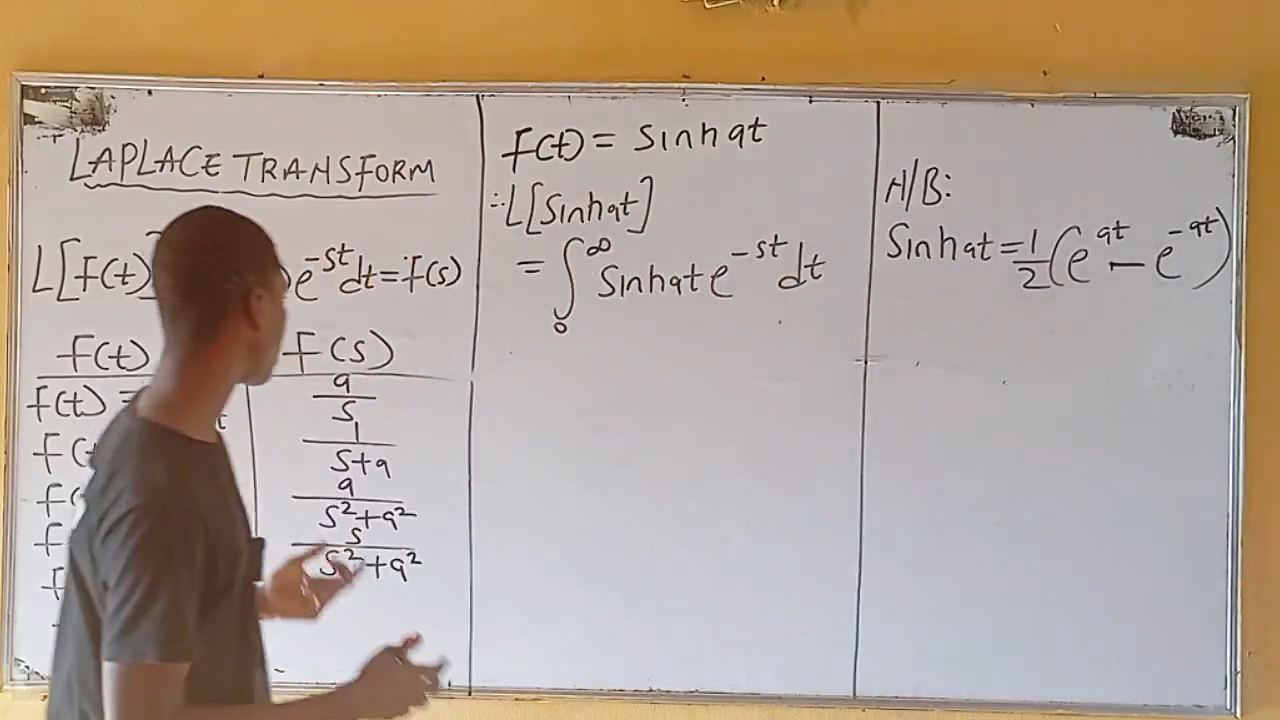 LAPLACE TRANSFORM
L[f(t)] e^-st dt = f(s)
f(t) f(s)
f(t) = a/s
f( 1/s+a
f( a/s²+a²
f s/s²+a²
f
f(t) = sinhat
∴ L[sinhat]
= ∫₀^∞ sinhat e^-st dt
H/B:
Sinhat = 1/2(e^at - e^-at)